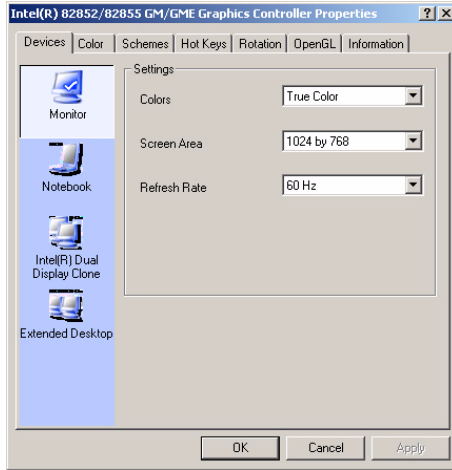 Intel(R) 82852/82855 GM/GME Graphics Controller Properties
Devices Color Schemes Hot Keys Rotation OpenGL Information
Settings
Monitor
Colors True Color
Screen Area 1024 by 768
Notebook
Refresh Rate 60 Hz
Intel(R) Dual
Display Clone
Extended Desktop
OK Cancel Apply